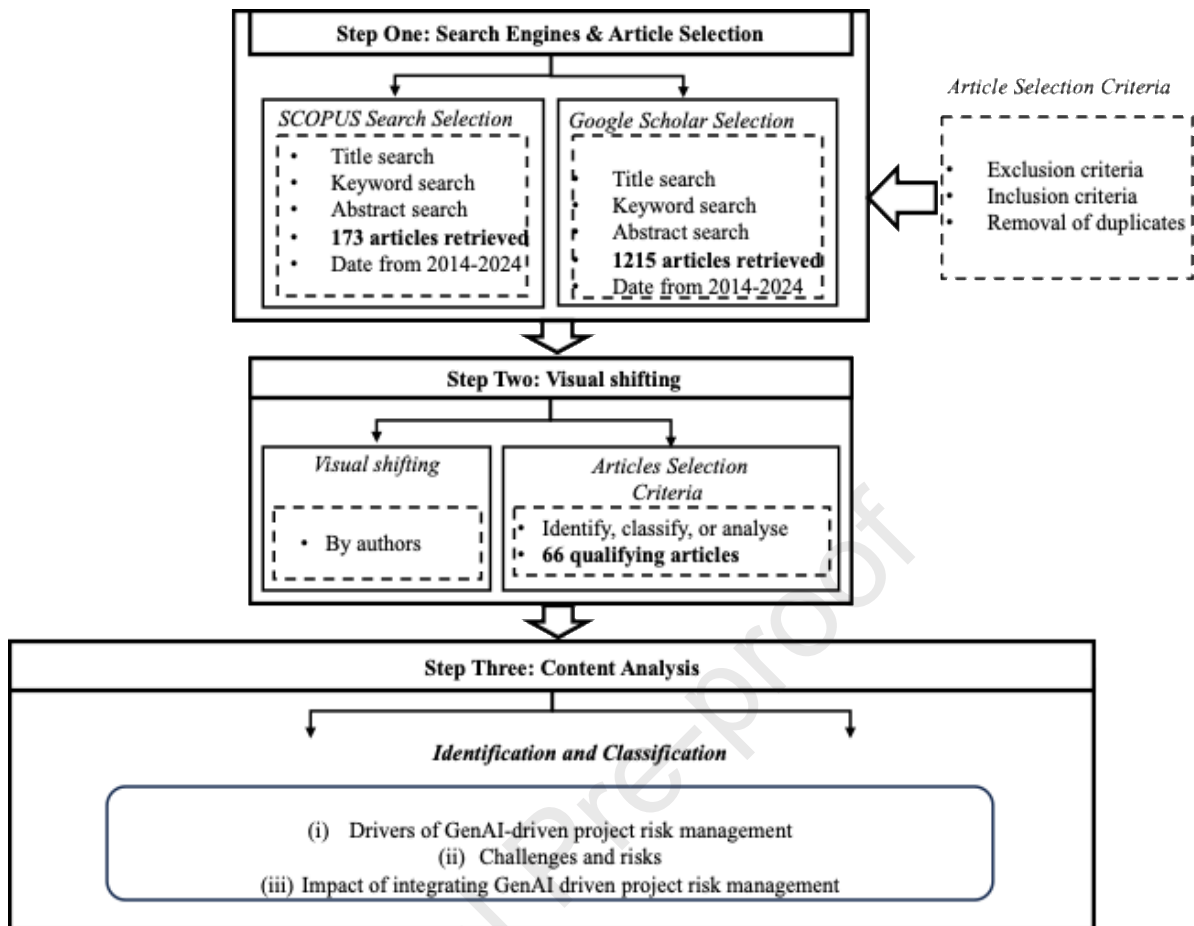 Step One: Search Engines & Article Selection
SCOPUS Search Selection
• Title search
• Keyword search
• Abstract search
• 173 articles retrieved
• Date from 2014-2024
Google Scholar Selection
• Title search
• Keyword search
• Abstract search
• 1215 articles retrieved
• Date from 2014-2024
Article Selection Criteria
• Exclusion criteria
• Inclusion criteria
• Removal of duplicates
Step Two: Visual shifting
Visual shifting
• By authors
Articles Selection
Criteria
• Identify, classify, or analyse
• 66 qualifying articles
Step Three: Content Analysis
Identification and Classification
(i) Drivers of GenAI-driven project risk management
(ii) Challenges and risks
(iii) Impact of integrating GenAI driven project risk management
Pre-proof